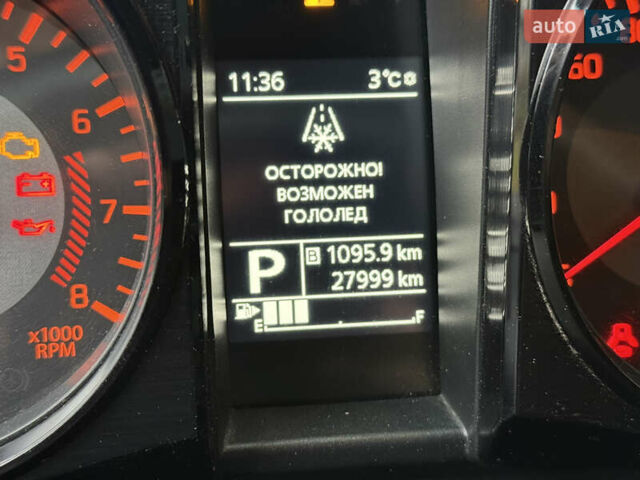 auto RIA
11:36 3°C
ОСТОРОЖНО!
ВОЗМОЖЕН
ГОЛОЛЕД
P B 1095.9 km
27999 km
E F
5
6
7
8
x1000
RPM
60